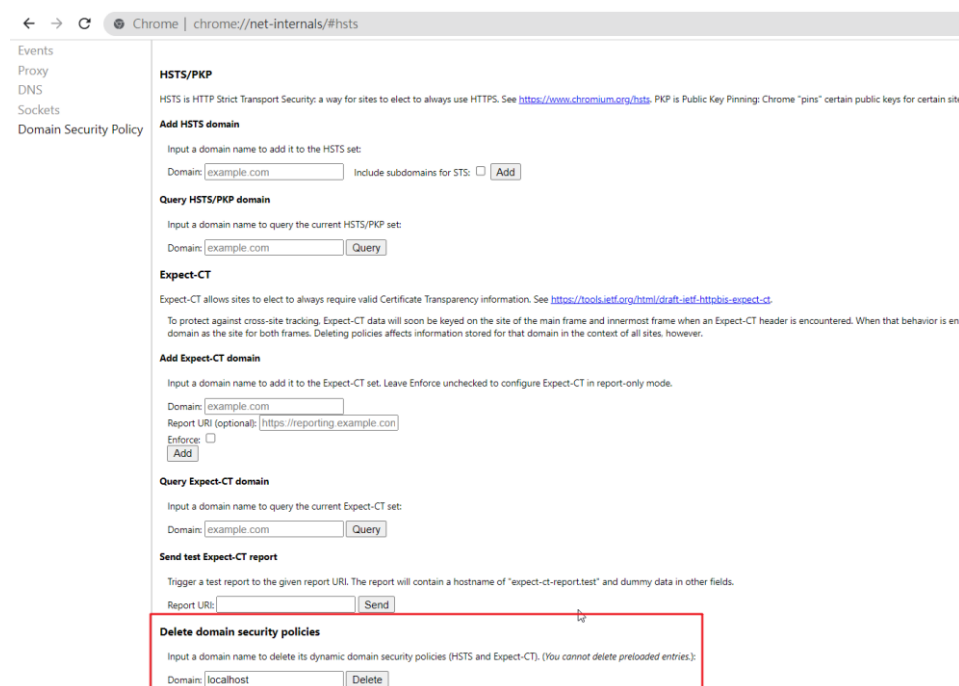 Chrome | chrome://net-internals/#hsts
Events
Proxy
DNS
Sockets
Domain Security Policy
HSTS/PKP
HSTS is HTTP Strict Transport Security: a way for sites to elect to always use HTTPS. See https://www.chromium.org/hsts. PKP is Public Key Pinning: Chrome "pins" certain public keys for certain site
Add HSTS domain
Input a domain name to add it to the HSTS set:
Domain: example.com Include subdomains for STS: Add
Query HSTS/PKP domain
Input a domain name to query the current HSTS/PKP set:
Domain: example.com Query
Expect-CT
Expect-CT allows sites to elect to always require valid Certificate Transparency information. See https://tools.ietf.org/html/draft-ietf-httpbis-expect-ct.
To protect against cross-site tracking, Expect-CT data will soon be keyed on the site of the main frame and innermost frame when an Expect-CT header is encountered. When that behavior is en
domain as the site for both frames. Deleting policies affects information stored for that domain in the context of all sites, however.
Add Expect-CT domain
Input a domain name to add it to the Expect-CT set. Leave Enforce unchecked to configure Expect-CT in report-only mode.
Domain: example.com
Report URI (optional): https://reporting.example.con
Enforce:
Add
Query Expect-CT domain
Input a domain name to query the current Expect-CT set:
Domain: example.com Query
Send test Expect-CT report
Trigger a test report to the given report URI. The report will contain a hostname of "expect-ct-report.test" and dummy data in other fields.
Report URI: Send
Delete domain security policies
Input a domain name to delete its dynamic domain security policies (HSTS and Expect-CT). (You cannot delete preloaded entries.):
Domain: localhost Delete